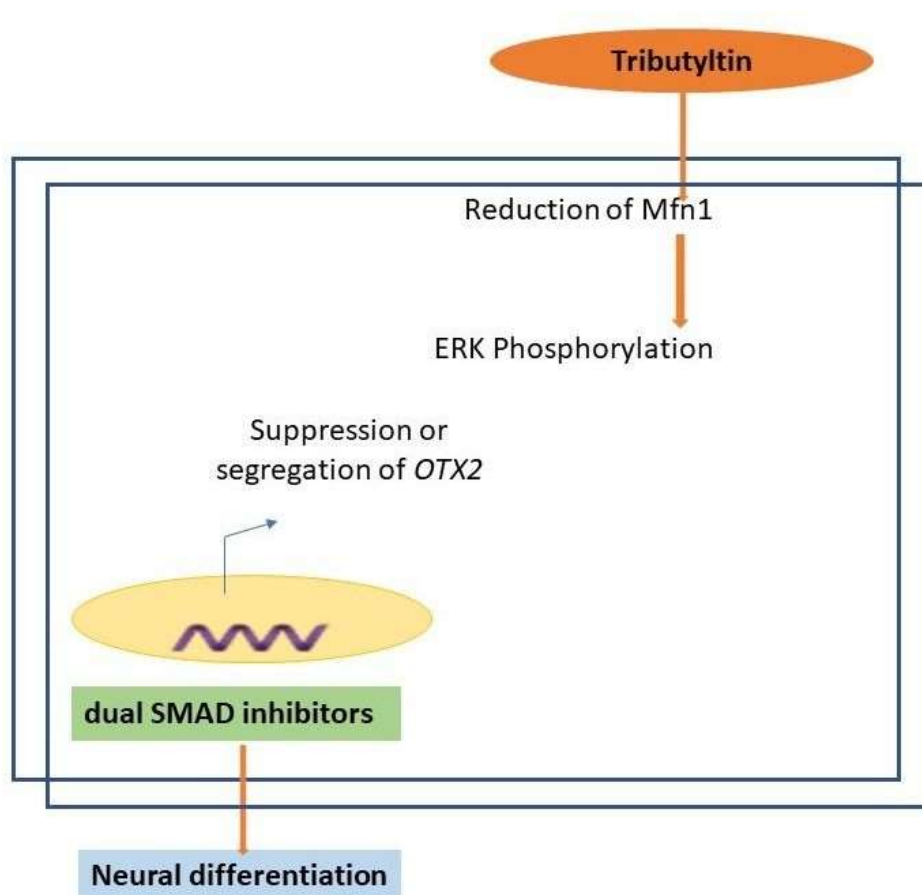 Tributyltin
Reduction of Mfn1
ERK Phosphorylation
Suppression or
segregation of OTX2
dual SMAD inhibitors
Neural differentiation